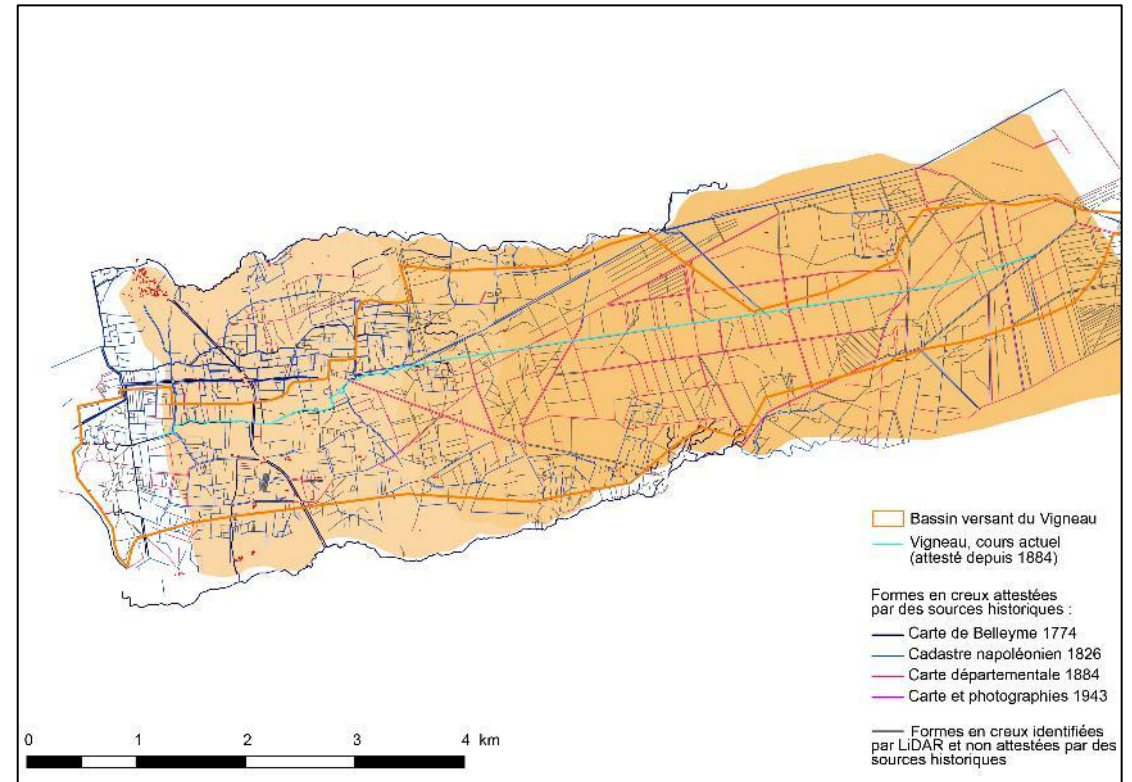 Bassin versant du Vigneau
Vigneau, cours actuel
(attesté depuis 1884)
Formes en creux attestées
par des sources historiques :
Carte de Belleyme 1774
Cadastre napoléonien 1826
Carte départementale 1884
Carte et photographies 1943
Formes en creux identifiées
par LiDAR et non attestées par des
sources historiques
0 1 2 3 4 km